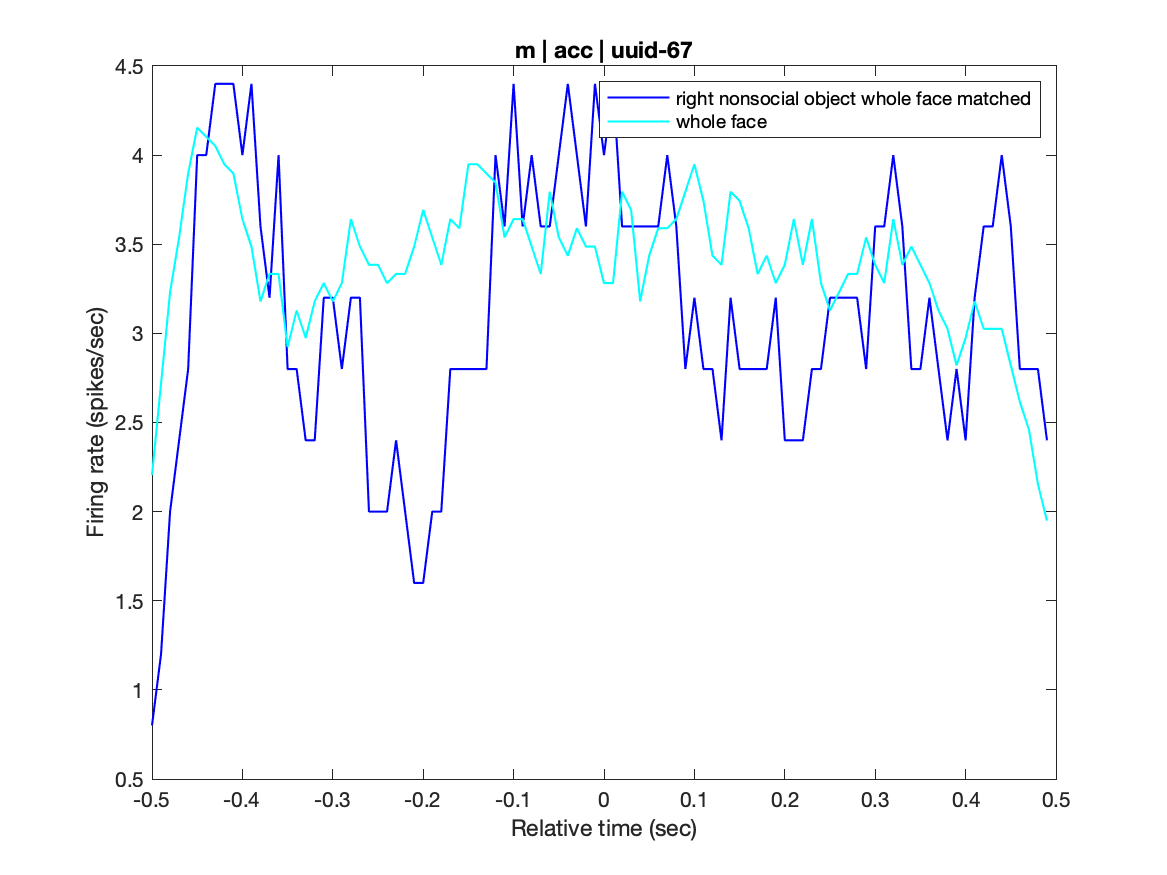 m | acc | uuid-67
right nonsocial object whole face matched
whole face
4.5
4
3.5
3
2.5
2
1.5
1
0.5
Firing rate (spikes/sec)
-0.5 -0.4 -0.3 -0.2 -0.1 0 0.1 0.2 0.3 0.4 0.5
Relative time (sec)